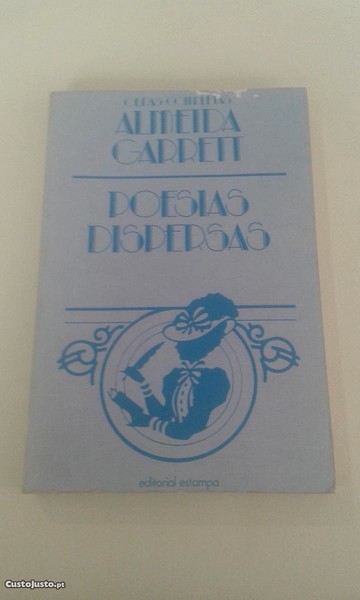 OBRAS COMPLETAS
ALMEIDA
GARRETT
POESIAS
DISPERSAS
editorial estampa
CustoJusto.pt